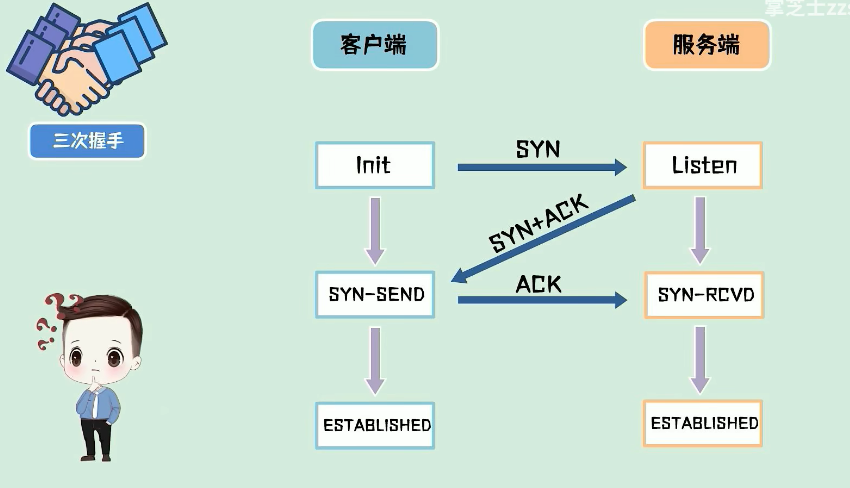 掌芝士zzs
客户端
服务端
三次握手
Init
SYN
Listen
SYN+ACK
SYN-SEND
ACK
SYN-RCVD
ESTABLISHED
ESTABLISHED